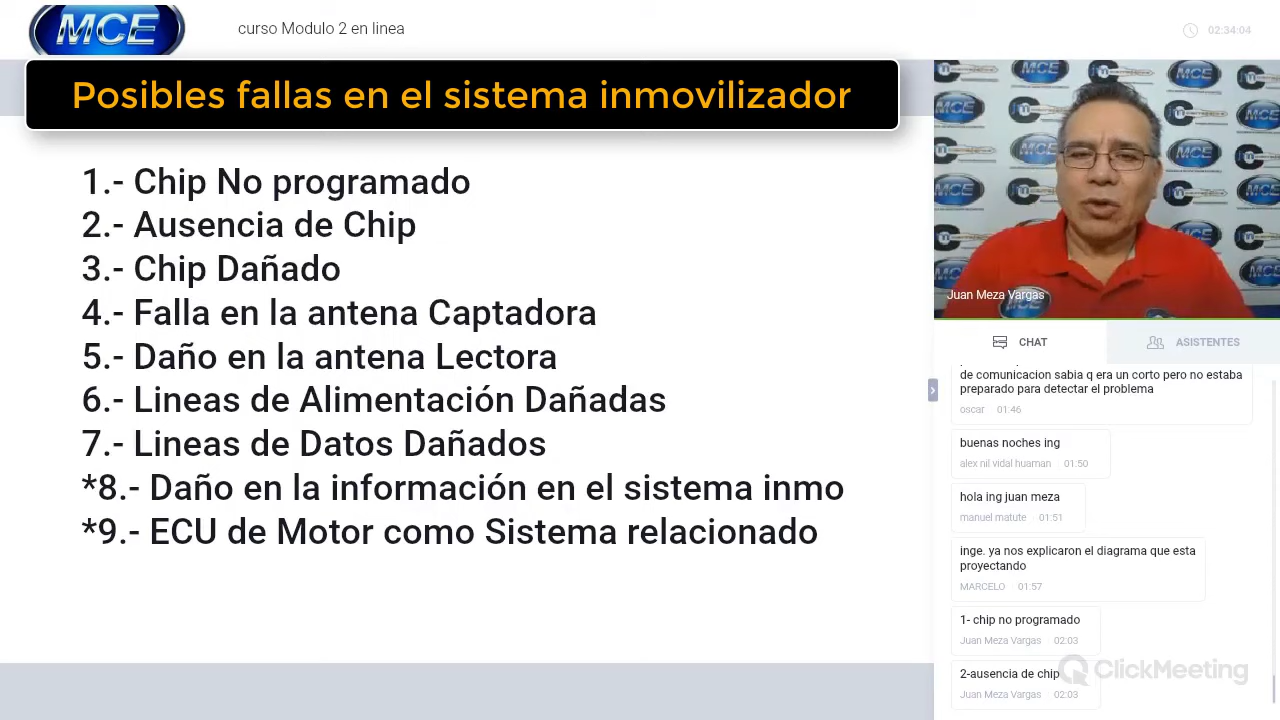 MCE
curso Modulo 2 en linea
02:34:04
Posibles fallas en el sistema inmovilizador
1.- Chip No programado
2.- Ausencia de Chip
3.- Chip Dañado
4.- Falla en la antena Captadora
5.- Daño en la antena Lectora
6.- Lineas de Alimentación Dañadas
7.- Lineas de Datos Dañados
*8.- Daño en la información en el sistema inmo
*9.- ECU de Motor como Sistema relacionado
MCE
Juan Meza Vargas
CHAT
ASISTENTES
de comunicacion sabia q era un corto pero no estaba
preparado para detectar el problema
oscar 01:46
buenas noches ing
alex nil vidal huaman 01:50
hola ing juan meza
manuel matute 01:51
inge. ya nos explicaron el diagrama que esta
proyectando
MARCELO 01:57
1- chip no programado
Juan Meza Vargas 02:03
2-ausencia de chip
Juan Meza Vargas 02:03
ClickMeeting